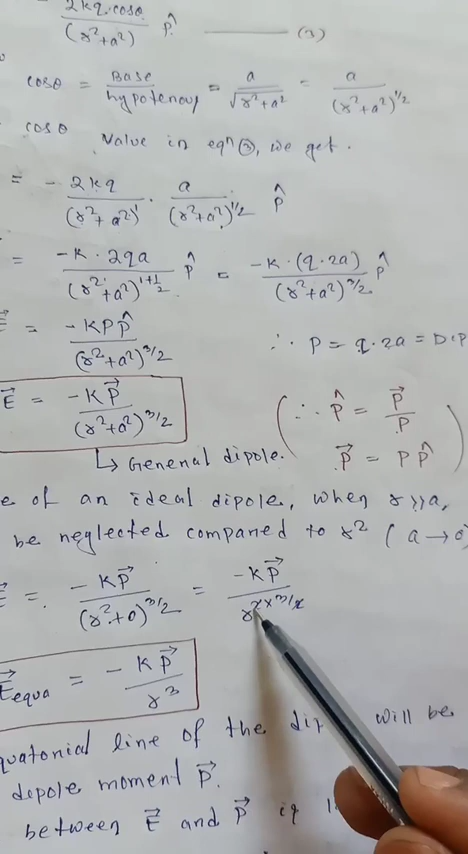 - 2kq.cosθ / (r²+a²) p̂ ——— (3)
cosθ = Base / hypotenous = a / √r²+a² = a / (r²+a²)^1/2
cosθ Value in eqⁿ ③, we get.
= - 2kq / (r²+a²)^1 . a / (r²+a²)^1/2 p̂
= -K·2qa / (r²+a²)^1+1/2 p̂ = -K·(q·2a) / (r²+a²)^3/2 p̂
= -KPp̂ / (r²+a²)^3/2 ∴ P = q·2a = Dip
E⃗ = -KP⃗ / (r²+a²)^3/2 (∴ p̂ = P⃗ / P
P⃗ = P p̂
↳ General dipole.
of an ideal dipole, when r>>a,
be neglected compared to r² (a→0
= -KP⃗ / (r²+0)^3/2 = -KP⃗ / r^2×3/2
E⃗equa = - KP⃗ / r³
line of the will be
dipole moment P⃗.
between E⃗ and P⃗ is